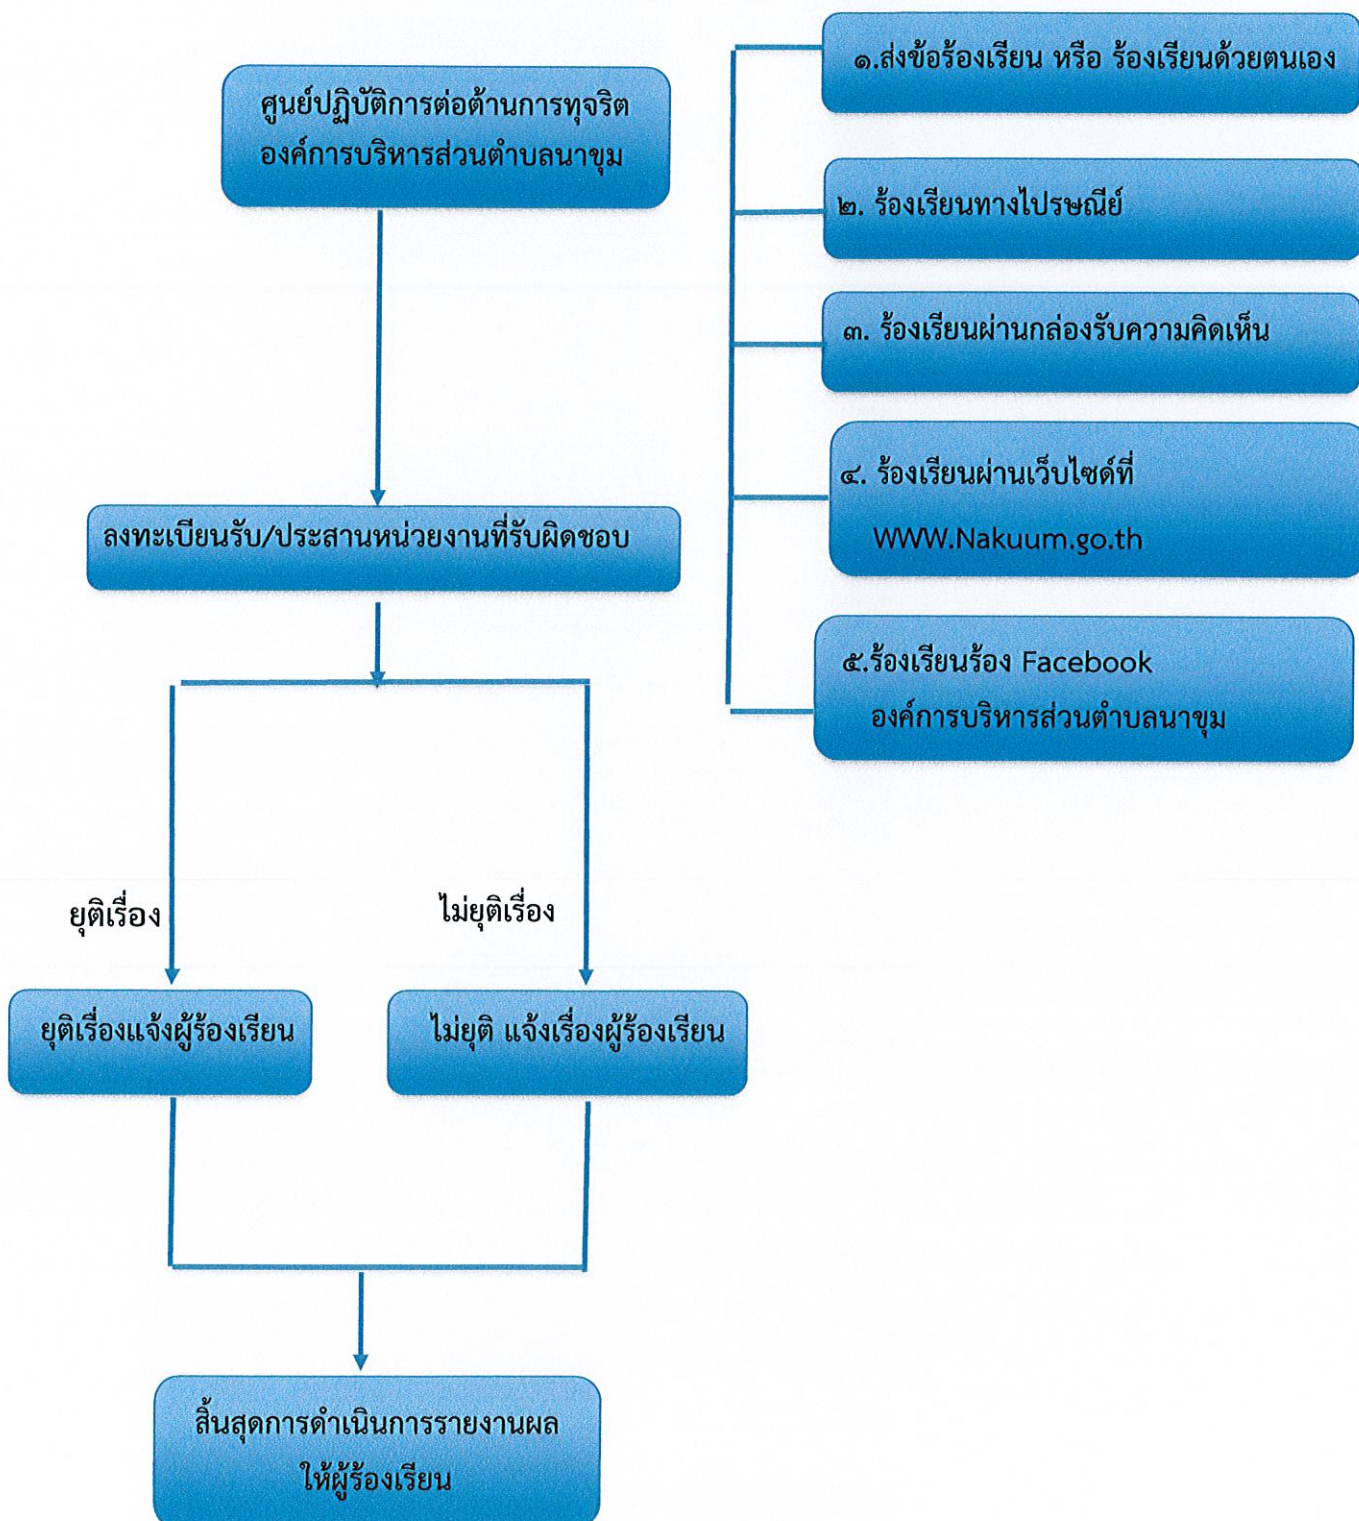 ศูนย์ปฏิบัติการต่อต้านการทุจริต
องค์การบริหารส่วนตำบลนาขุม
ลงทะเบียนรับ/ประสานหน่วยงานที่รับผิดชอบ
ยุติเรื่อง
ไม่ยุติเรื่อง
ยุติเรื่องแจ้งผู้ร้องเรียน
ไม่ยุติ แจ้งเรื่องผู้ร้องเรียน
สิ้นสุดการดำเนินการรายงานผล
ให้ผู้ร้องเรียน
๑.ส่งข้อร้องเรียน หรือ ร้องเรียนด้วยตนเอง
๒. ร้องเรียนทางไปรษณีย์
๓. ร้องเรียนผ่านกล่องรับความคิดเห็น
๔. ร้องเรียนผ่านเว็บไซด์ที่
WWW.Nakuum.go.th
๕.ร้องเรียนร้อง Facebook
องค์การบริหารส่วนตำบลนาขุม